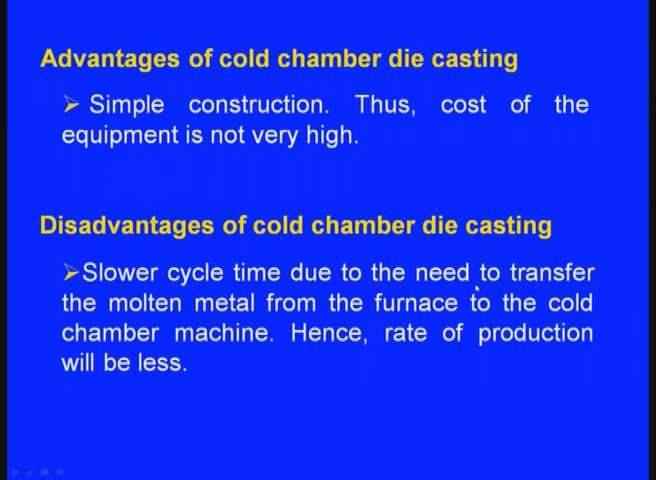 Advantages of cold chamber die casting
➢ Simple construction. Thus, cost of the
equipment is not very high.
Disadvantages of cold chamber die casting
➢Slower cycle time due to the need to transfer
the molten metal from the furnace to the cold
chamber machine. Hence, rate of production
will be less.